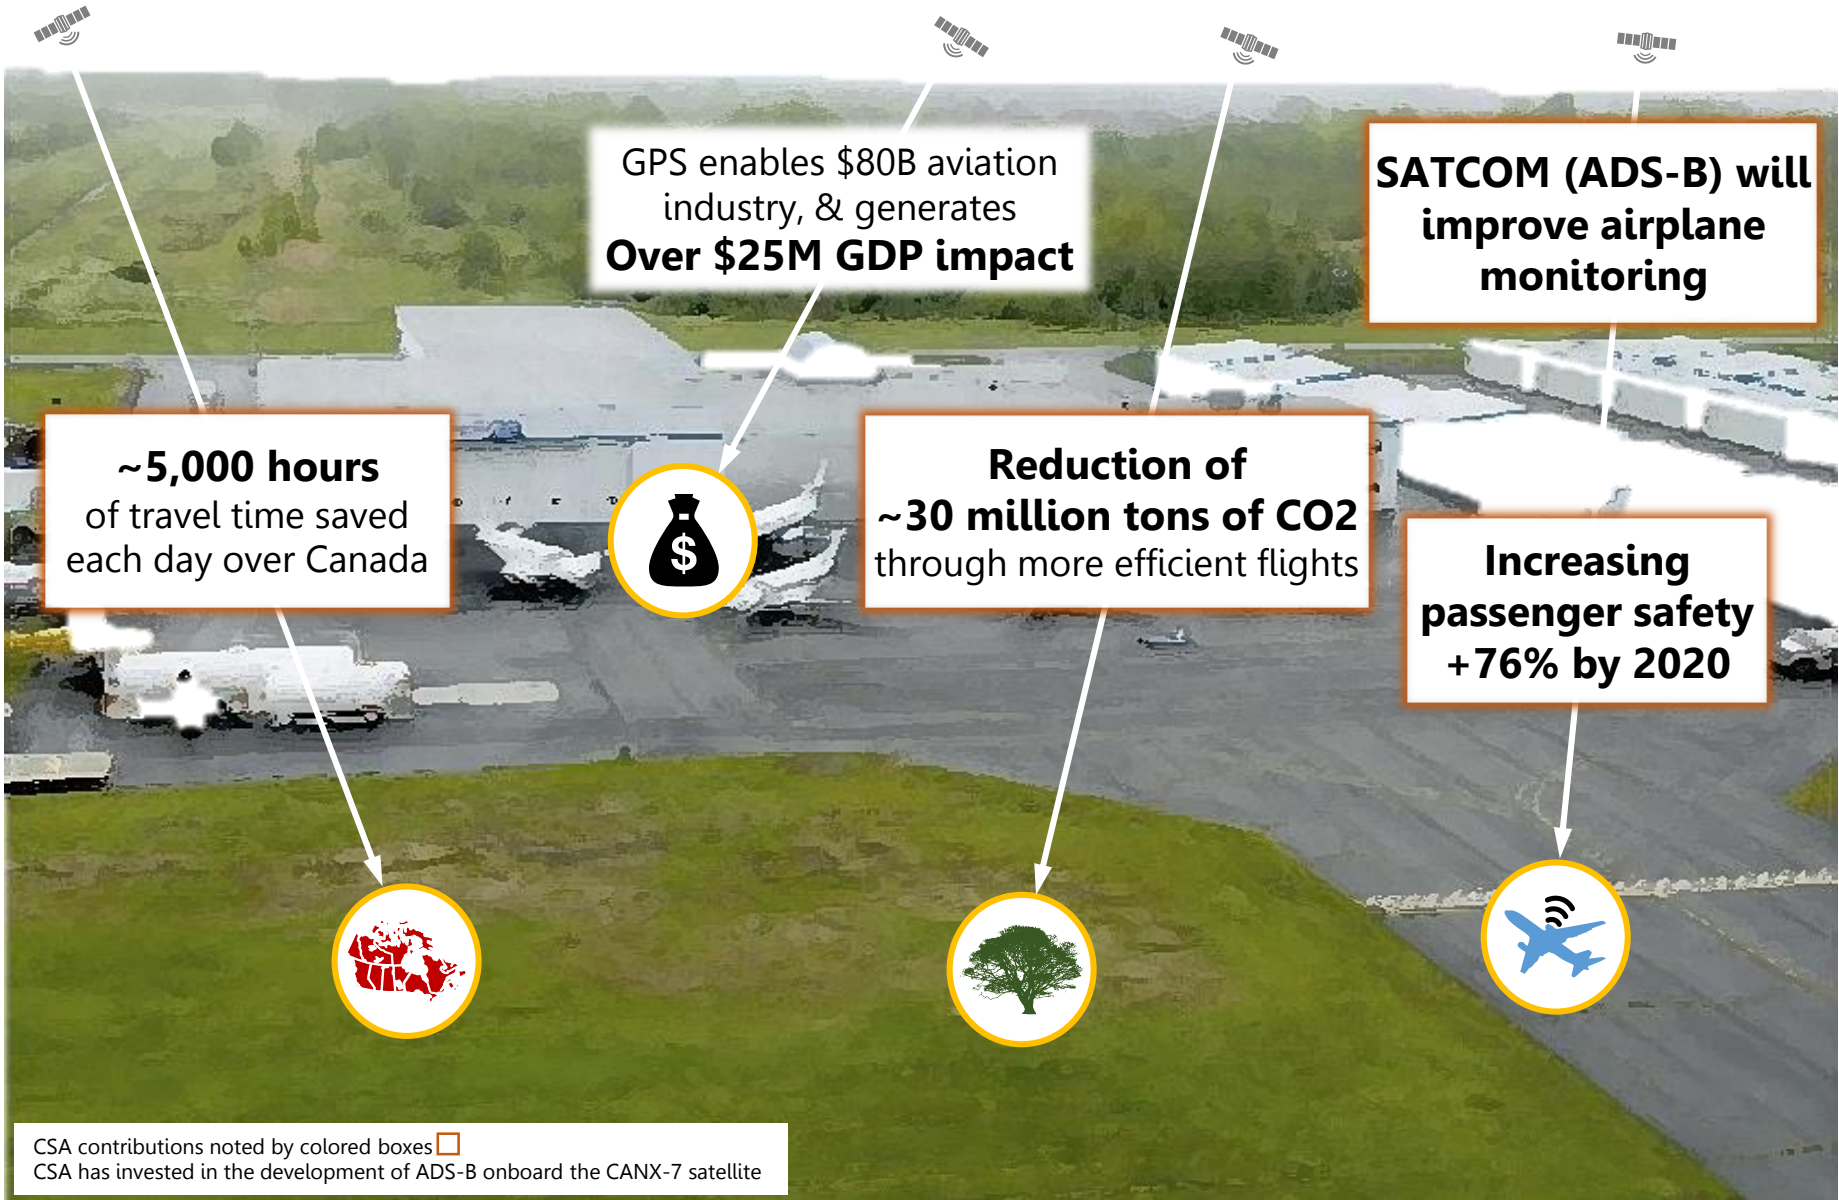 GPS enables $80B aviation
industry, & generates
Over $25M GDP impact
SATCOM (ADS-B) will
improve airplane
monitoring
~5,000 hours
of travel time saved
each day over Canada
$
Reduction of
~30 million tons of CO2
through more efficient flights
Increasing
passenger safety
+76% by 2020
CSA contributions noted by colored boxes
CSA has invested in the development of ADS-B onboard the CANX-7 satellite